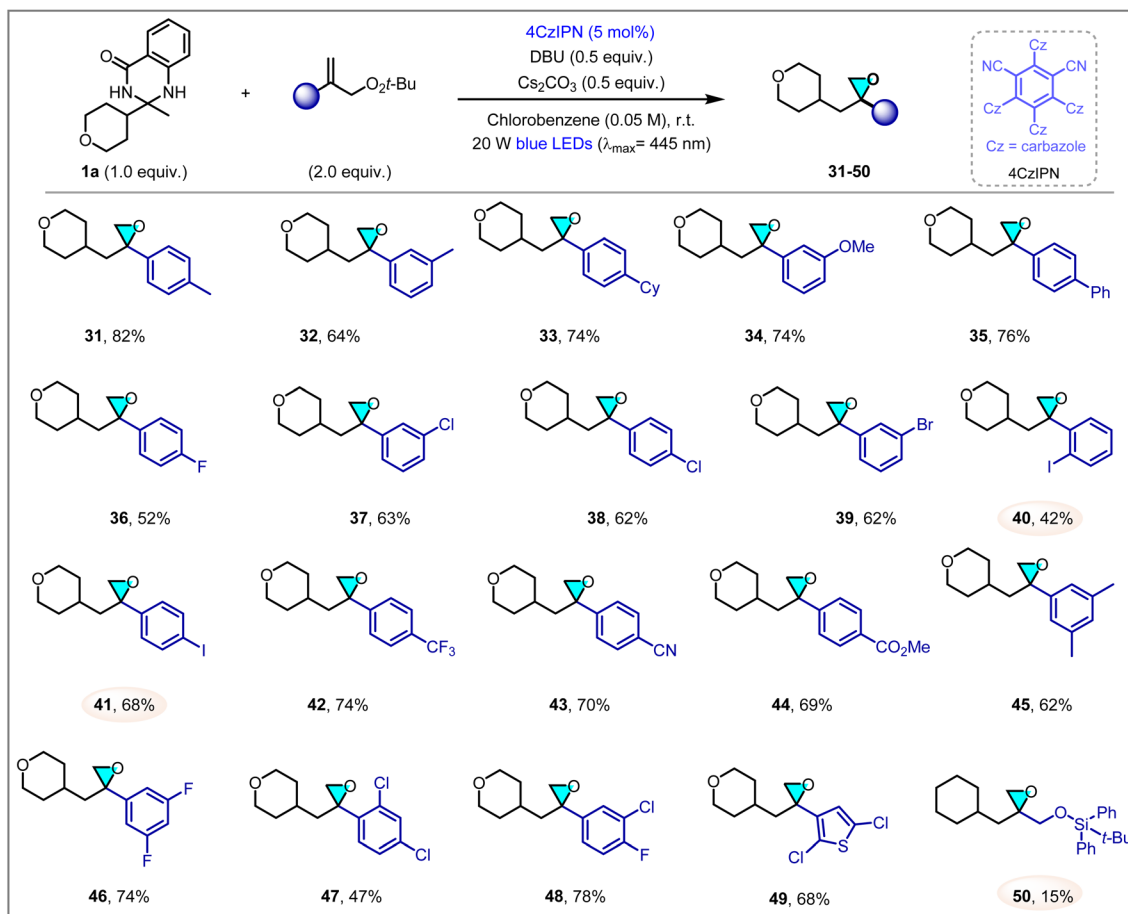 O
HN
NH
O
1a (1.0 equiv.)
+
Ot-Bu
(2.0 equiv.)
4CzIPN (5 mol%)
DBU (0.5 equiv.)
Cs₂CO₃ (0.5 equiv.)
Chlorobenzene (0.05 M), r.t.
20 W blue LEDs (λmax= 445 nm)
O
O
31-50
Cz
NC
CN
Cz
Cz
Cz
Cz = carbazole
4CzIPN
O
O
31, 82%
O
O
32, 64%
O
O
Cy
33, 74%
O
O
OMe
34, 74%
O
O
Ph
35, 76%
O
O
F
36, 52%
O
O
Cl
37, 63%
O
O
Cl
38, 62%
O
O
Br
39, 62%
O
O
I
40, 42%
O
O
I
41, 68%
O
O
CF₃
42, 74%
O
O
CN
43, 70%
O
O
CO₂Me
44, 69%
O
O
45, 62%
O
O
F
F
46, 74%
O
O
Cl
Cl
47, 47%
O
O
Cl
F
48, 78%
O
O
Cl
Cl
S
49, 68%
O
O
Ph
Si
Ph
t-Bu
50, 15%